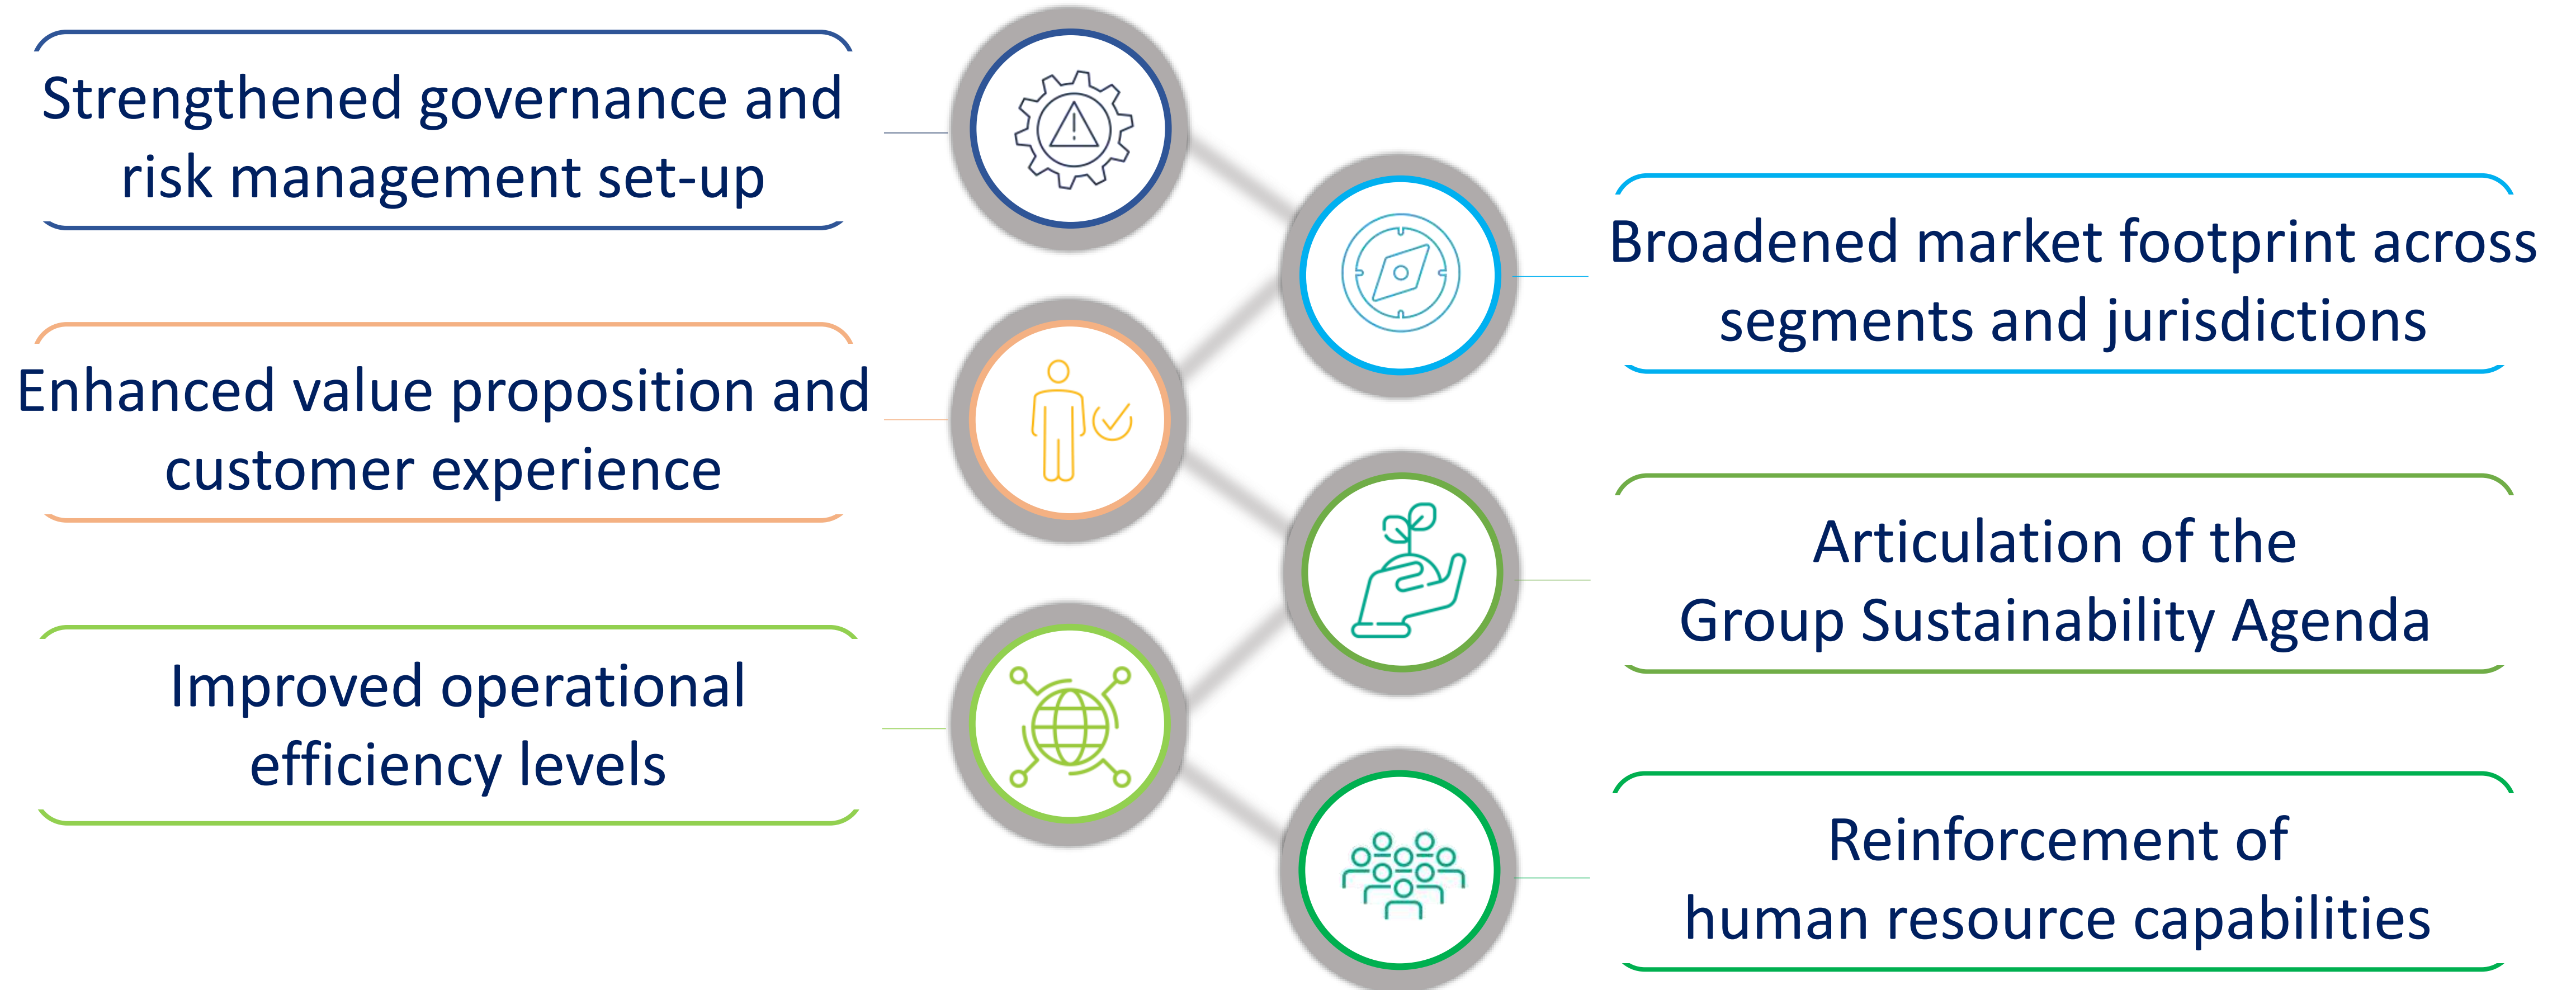 Strengthened governance and
risk management set-up
Broadened market footprint across
segments and jurisdictions
Enhanced value proposition and
customer experience
Articulation of the
Group Sustainability Agenda
Improved operational
efficiency levels
Reinforcement of
human resource capabilities